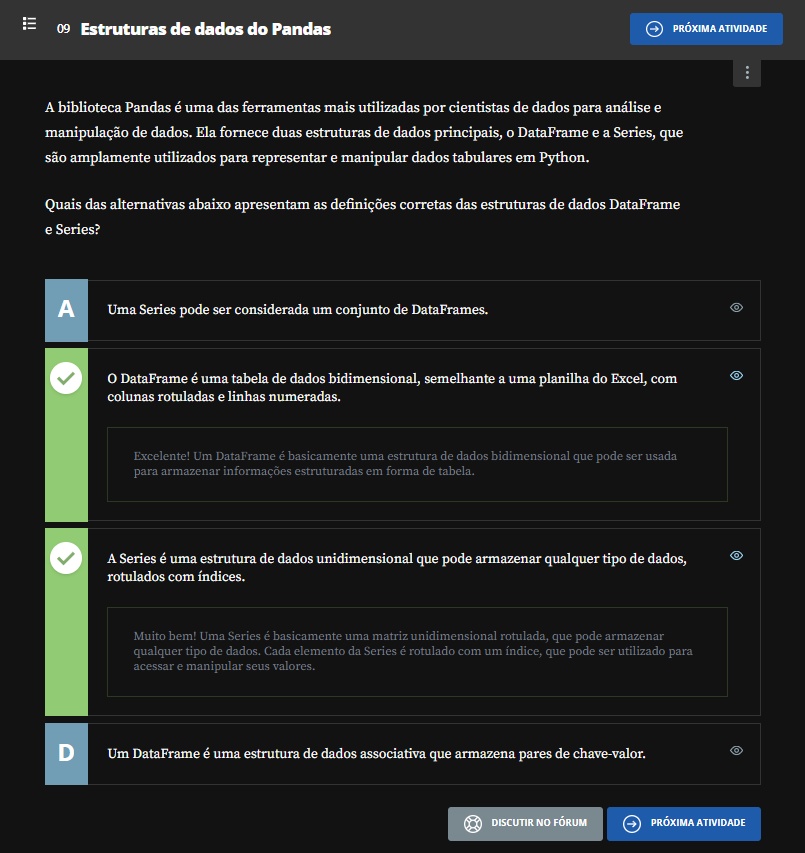 09 Estruturas de dados do Pandas
PRÓXIMA ATIVIDADE
A biblioteca Pandas é uma das ferramentas mais utilizadas por cientistas de dados para análise e
manipulação de dados. Ela fornece duas estruturas de dados principais, o DataFrame e a Series, que
são amplamente utilizados para representar e manipular dados tabulares em Python.
Quais das alternativas abaixo apresentam as definições corretas das estruturas de dados DataFrame
e Series?
A
Uma Series pode ser considerada um conjunto de DataFrames.
O DataFrame é uma tabela de dados bidimensional, semelhante a uma planilha do Excel, com
colunas rotuladas e linhas numeradas.
Excelente! Um DataFrame é basicamente uma estrutura de dados bidimensional que pode ser usada
para armazenar informações estruturadas em forma de tabela.
A Series é uma estrutura de dados unidimensional que pode armazenar qualquer tipo de dados,
rotulados com índices.
Muito bem! Uma Series é basicamente uma matriz unidimensional rotulada, que pode armazenar
qualquer tipo de dados. Cada elemento da Series é rotulado com um índice, que pode ser utilizado para
acessar e manipular seus valores.
D
Um DataFrame é uma estrutura de dados associativa que armazena pares de chave-valor.
DISCUTIR NO FÓRUM
PRÓXIMA ATIVIDADE